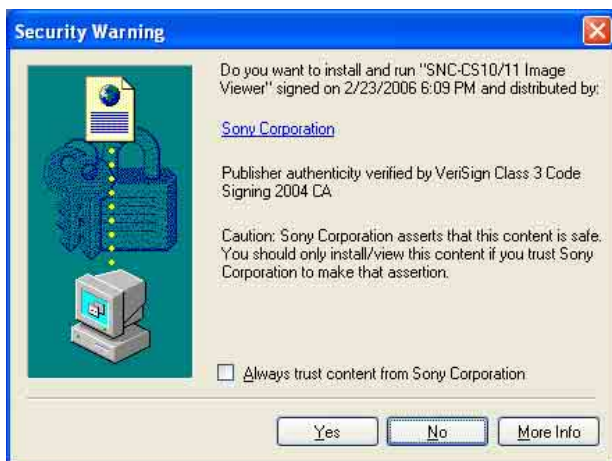 Security Warning
Do you want to install and run "SNC-CS10/11 Image
Viewer" signed on 2/23/2006 6:09 PM and distributed by:
Sony Corporation
Publisher authenticity verified by VeriSign Class 3 Code
Signing 2004 CA
Caution: Sony Corporation asserts that this content is safe.
You should only install/view this content if you trust Sony
Corporation to make that assertion.
Always trust content from Sony Corporation
Yes No More Info